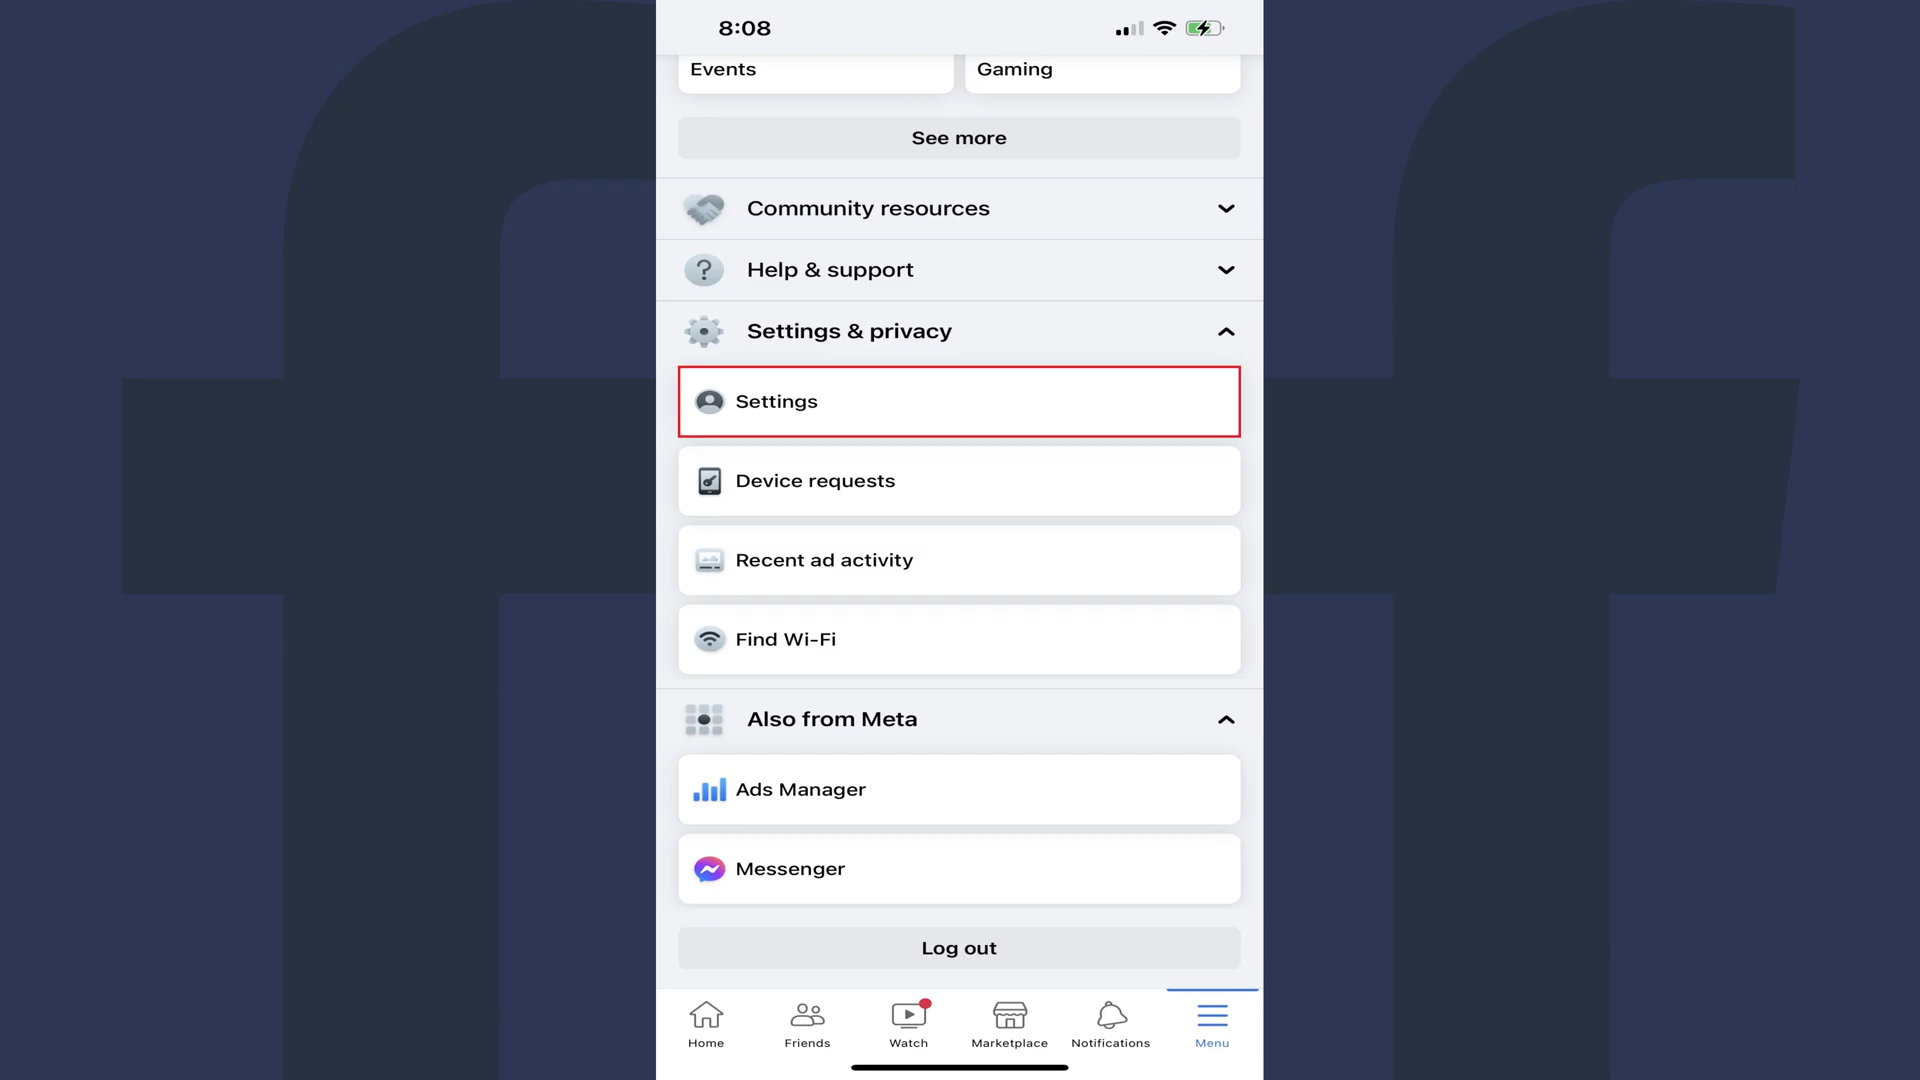 8:08
Events
Gaming
See more
Community resources
Help & support
Settings & privacy
Settings
Device requests
Recent ad activity
Find Wi-Fi
Also from Meta
Ads Manager
Messenger
Log out
Home
Friends
Watch
Marketplace
Notifications
Menu